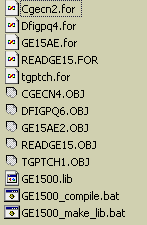 Cgecn2.for
Dfigpq4.for
GE15AE.for
READGE15.FOR
tgptch.for
CGECN4.OBJ
DFIGPQ6.OBJ
GE15AE2.OBJ
READGE15.OBJ
TGPTCH1.OBJ
GE1500.lib
GE1500_compile.bat
GE1500_make_lib.bat